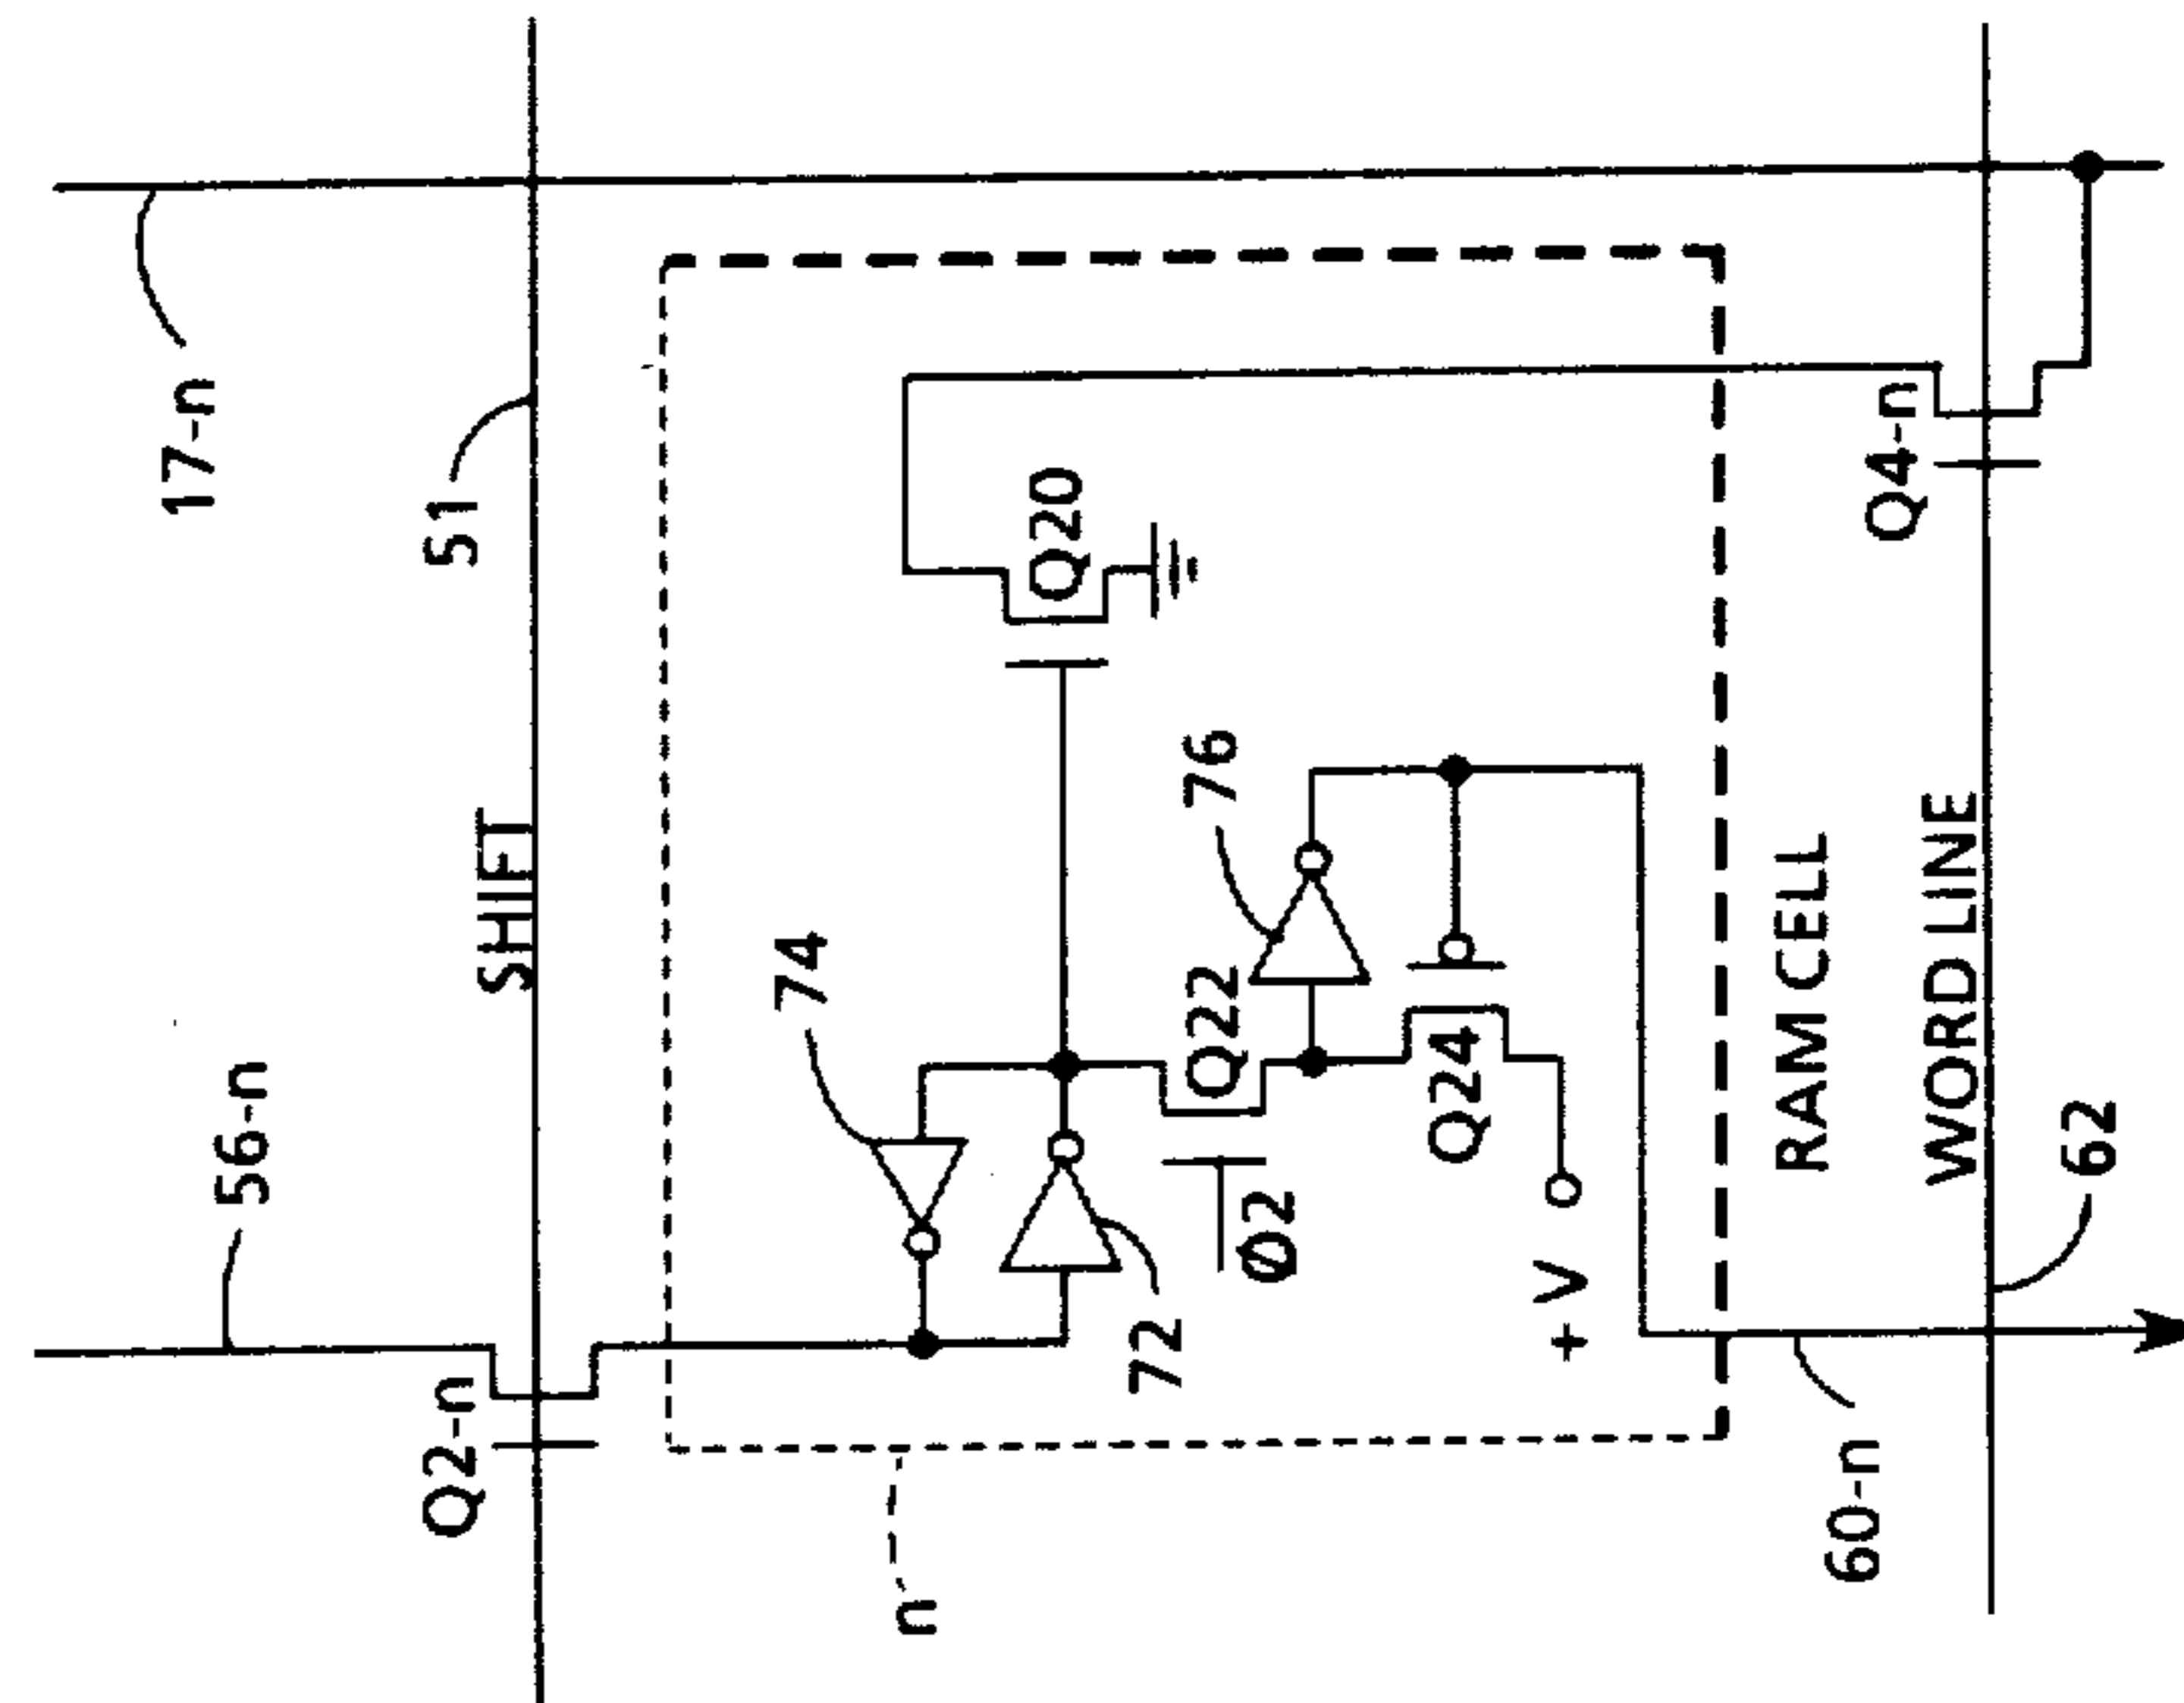 17-n
51
SHIFT
56-n
Q2-n
Q20
74
76
Q22
Q24
Ø2
72
+ V
n
Q4-n
RAM CELL
WORD LINE
62
60-n